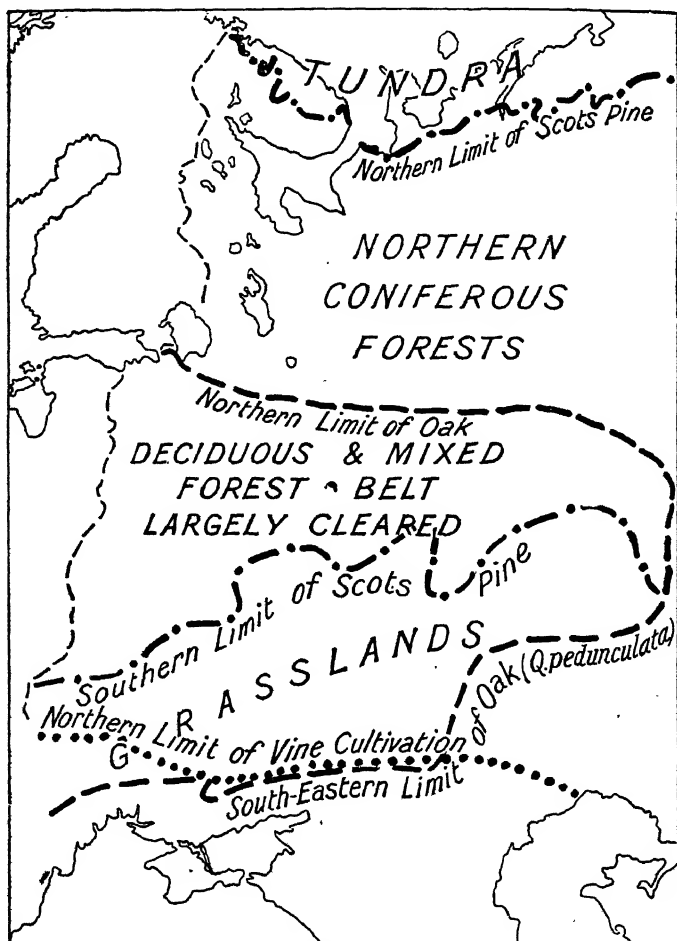 TUNDRA
Northern Limit of Scots Pine
NORTHERN
CONIFEROUS
FORESTS
Northern Limit of Oak
DECIDUOUS & MIXED
FOREST BELT
LARGELY CLEARED
Southern Limit of Scots Pine
GRASSLANDS
Northern Limit of Vine Cultivation
South-Eastern Limit of Oak (Q.pedunculata)